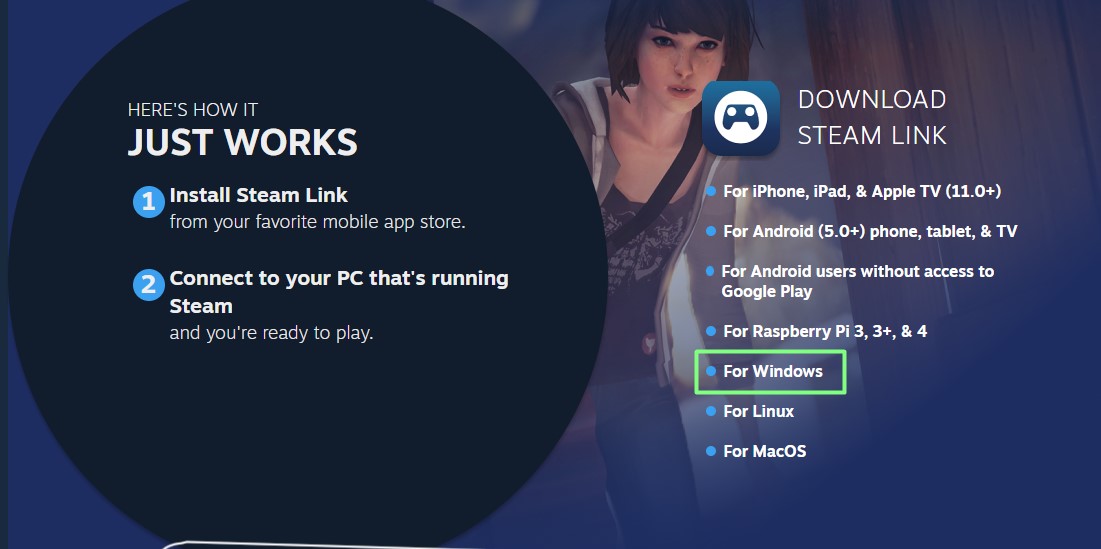 HERE'S HOW IT
JUST WORKS
1 Install Steam Link
from your favorite mobile app store.
2 Connect to your PC that's running
Steam
and you're ready to play.
DOWNLOAD
STEAM LINK
For iPhone, iPad, & Apple TV (11.0+)
For Android (5.0+) phone, tablet, & TV
For Android users without access to
Google Play
For Raspberry Pi 3, 3+, & 4
For Windows
For Linux
For MacOS